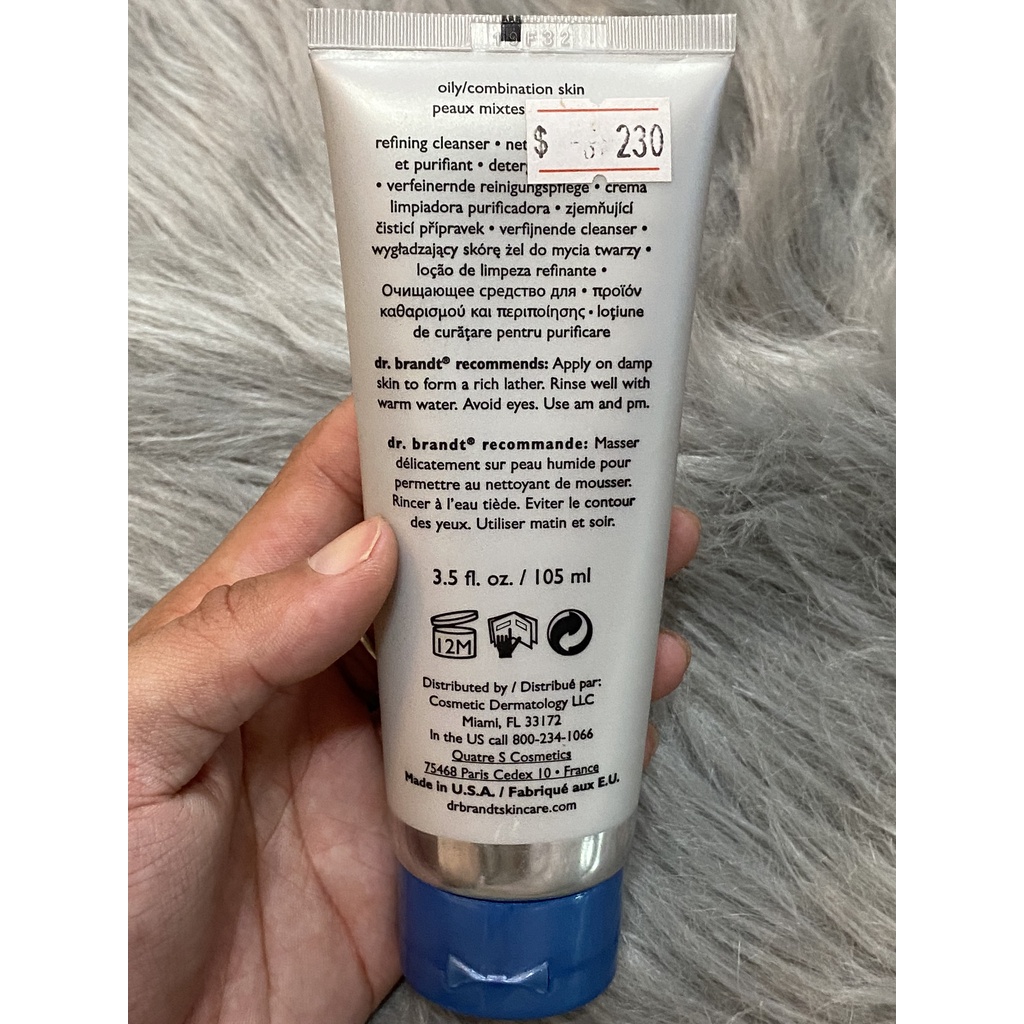 oily/combination skin
peaux mixtes
$ 230
refining cleanser • net
et purifiant • deter
• verfeinernde reinigungspflege • crema
limpiadora purificadora • zjemňující
čisticí přípravek • verfijnende cleanser •
wygładzający skórę żel do mycia twarzy •
loção de limpeza refinante •
Очищающее средство для • προϊόν
καθαρισμού και περιποίησης • loţiune
de curăţare pentru purificare
dr. brandt® recommends: Apply on damp
skin to form a rich lather. Rinse well with
warm water. Avoid eyes. Use am and pm.
dr. brandt® recommande: Masser
délicatement sur peau humide pour
permettre au nettoyant de mousser.
Rincer à l'eau tiède. Eviter le contour
des yeux. Utiliser matin et soir.
3.5 fl. oz. / 105 ml
12M
Distributed by / Distribué par:
Cosmetic Dermatology LLC
Miami, FL 33172
In the US call 800-234-1066
Quatre S Cosmetics
75468 Paris Cedex 10 • France
Made in U.S.A. / Fabriqué aux E.U.
drbrandtskincare.com